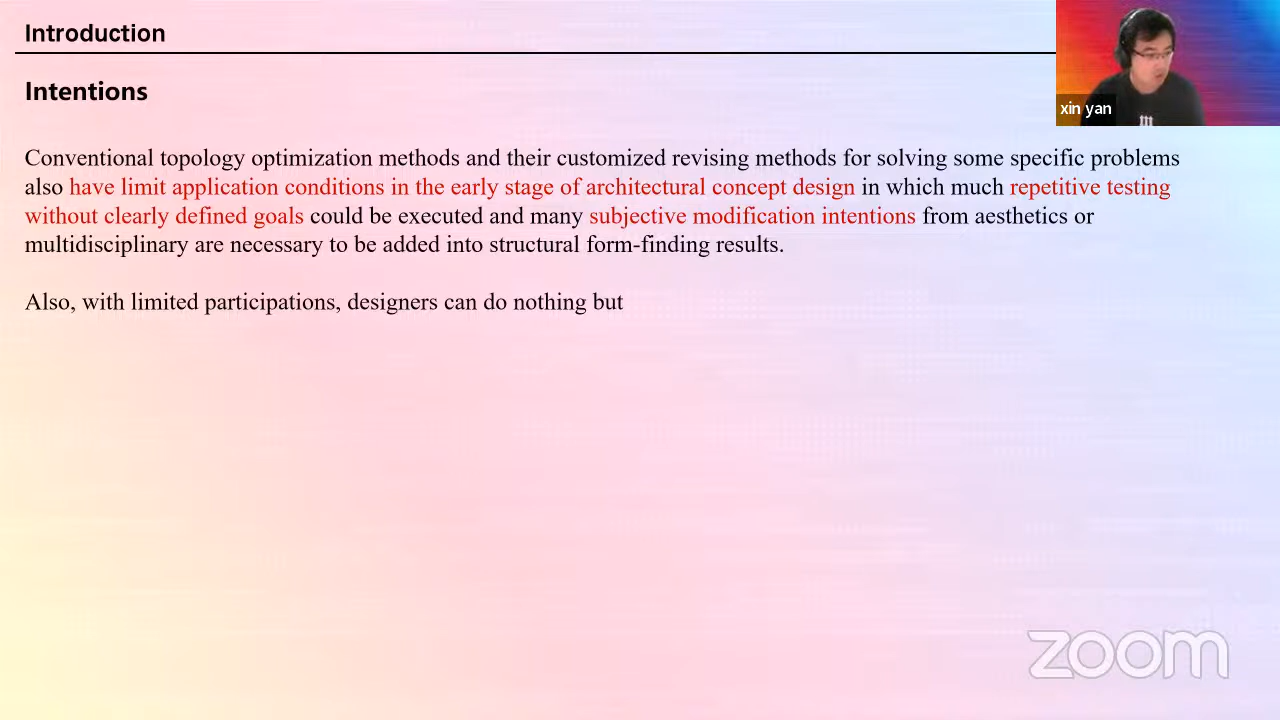 Introduction
Intentions
xin yan
Conventional topology optimization methods and their customized revising methods for solving some specific problems
also have limit application conditions in the early stage of architectural concept design in which much repetitive testing
without clearly defined goals could be executed and many subjective modification intentions from aesthetics or
multidisciplinary are necessary to be added into structural form-finding results.
Also, with limited participations, designers can do nothing but
zoom